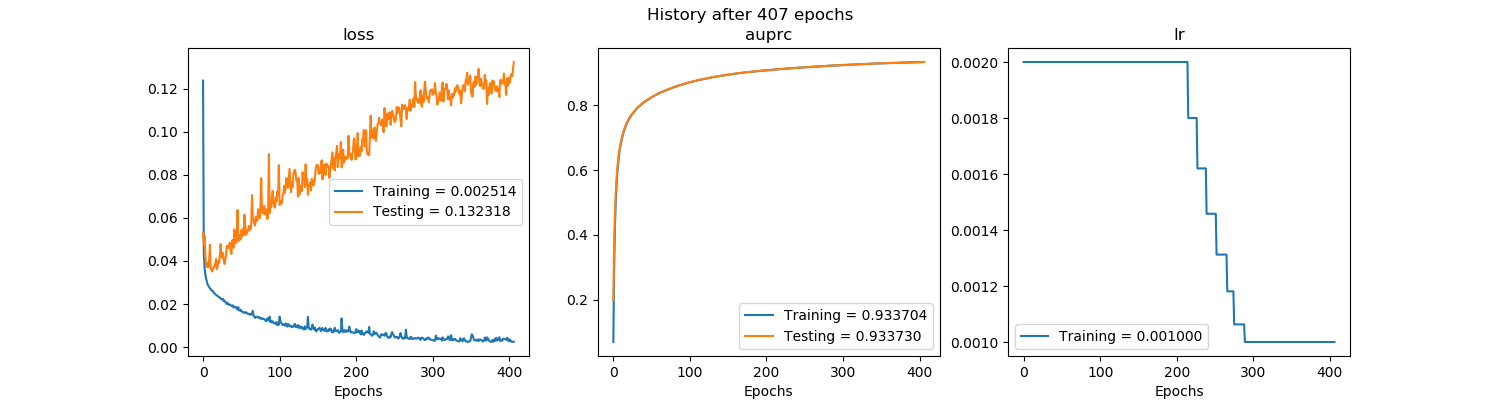 History after 407 epochs
loss
0.12
0.10
0.08
0.06
0.04
0.02
0.00
Training = 0.002514
Testing = 0.132318
0
100
200
300
400
Epochs
auprc
0.8
0.6
0.4
0.2
Training = 0.933704
Testing = 0.933730
0
100
200
300
400
Epochs
lr
0.0020
0.0018
0.0016
0.0014
0.0012
0.0010
Training = 0.001000
0
100
200
300
400
Epochs